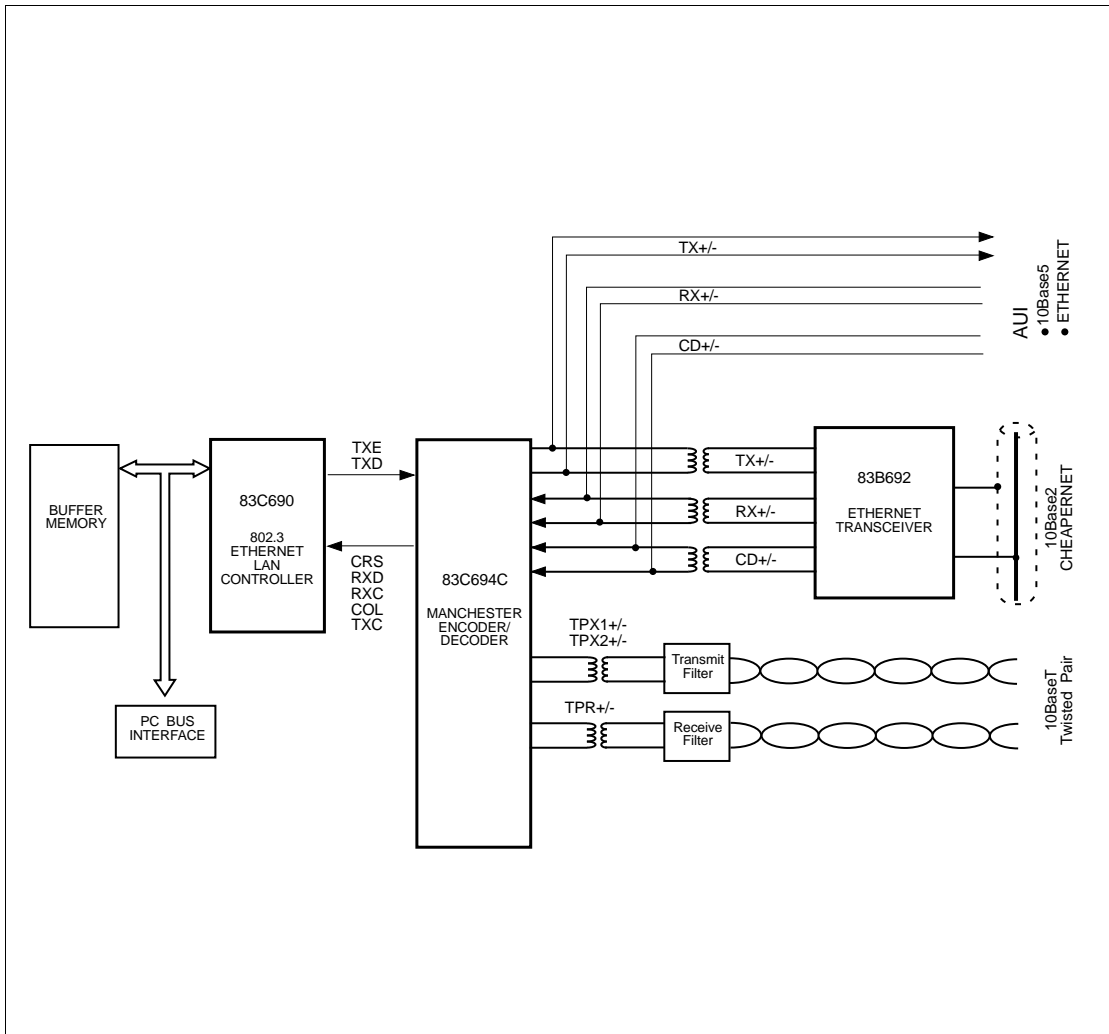 TX+/-
RX+/-
CD+/-
AUI
• 10Base5
• ETHERNET
BUFFER
MEMORY
83C690
802.3
ETHERNET
LAN
CONTROLLER
TXE
TXD
CRS
RXD
RXC
COL
TXC
83C694C
MANCHESTER
ENCODER/
DECODER
TX+/-
RX+/-
CD+/-
83B692
ETHERNET
TRANSCEIVER
10Base2
CHEAPERNET
TPX1+/-
TPX2+/-
Transmit
Filter
TPR+/-
Receive
Filter
10BaseT
Twisted Pair
PC BUS
INTERFACE